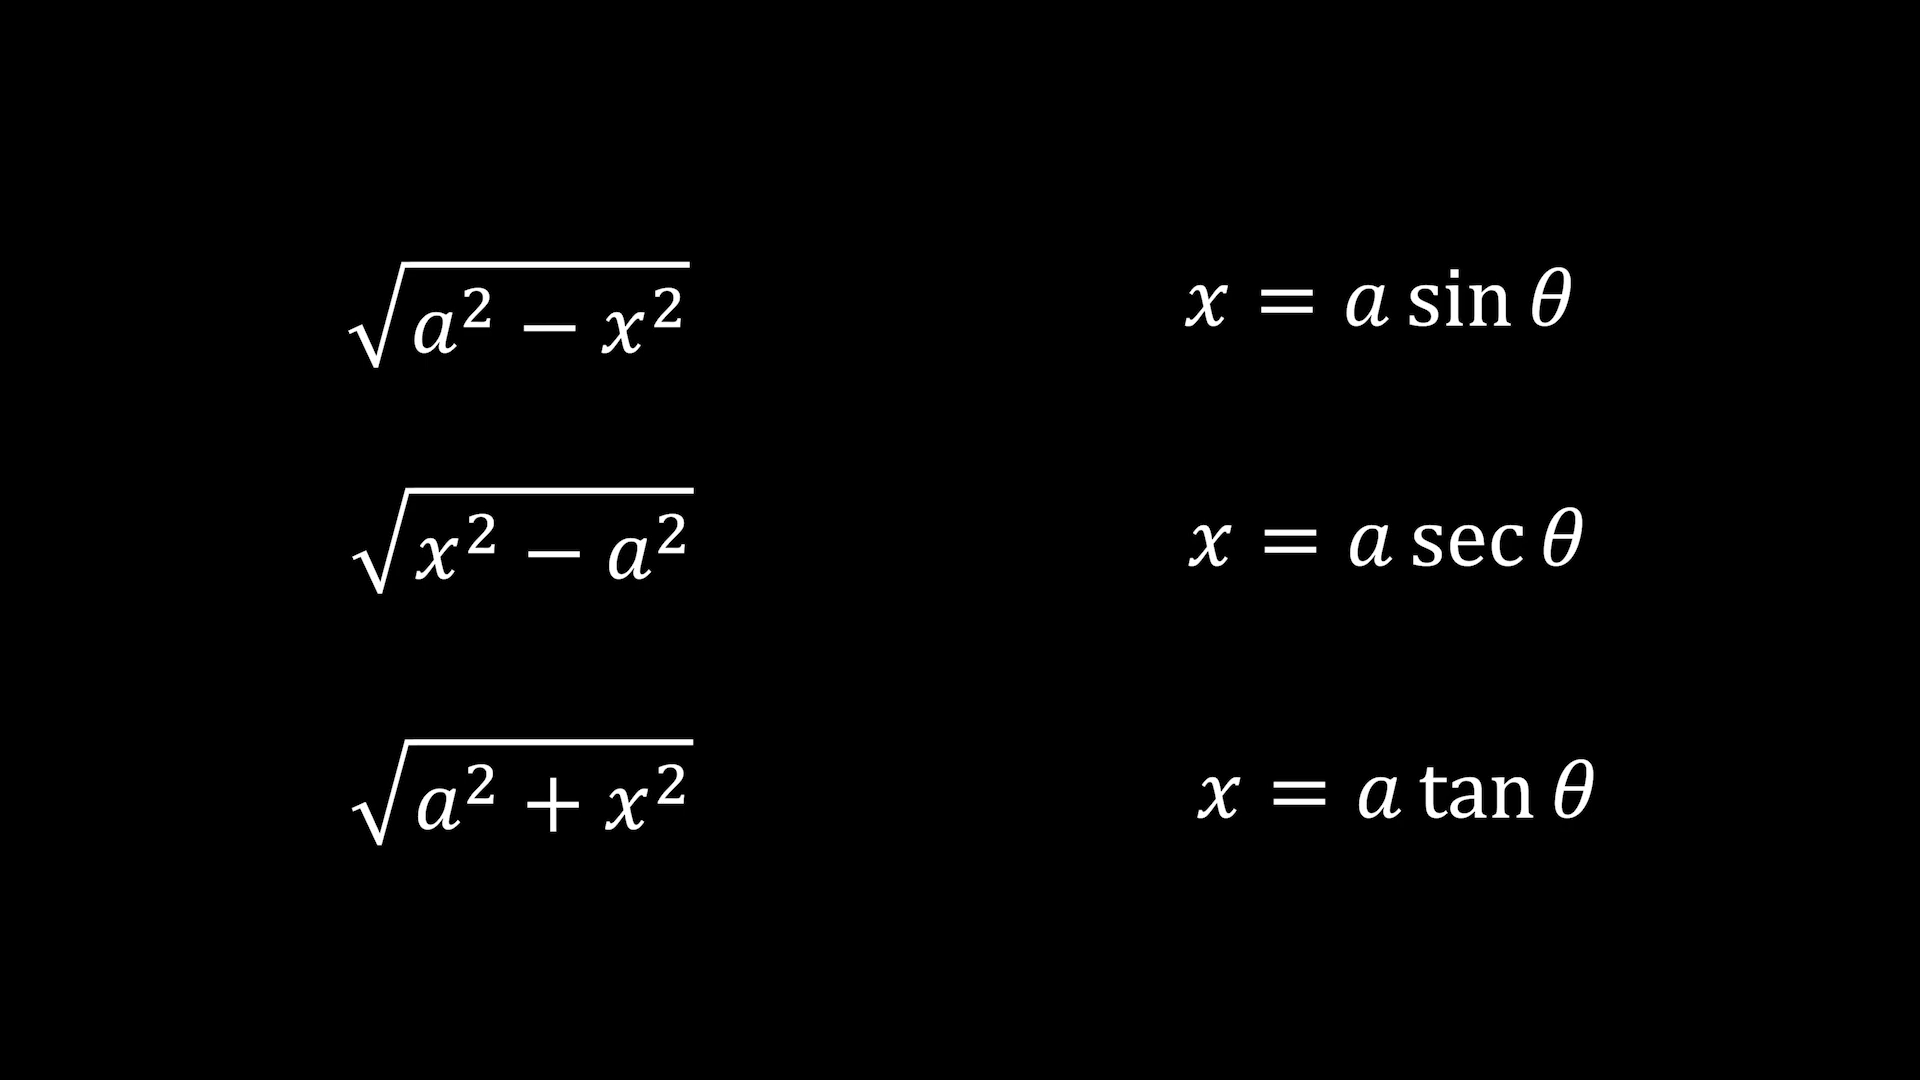 √(a² − x²) x = a sin θ
√(x² − a²) x = a sec θ
√(a² + x²) x = a tan θ